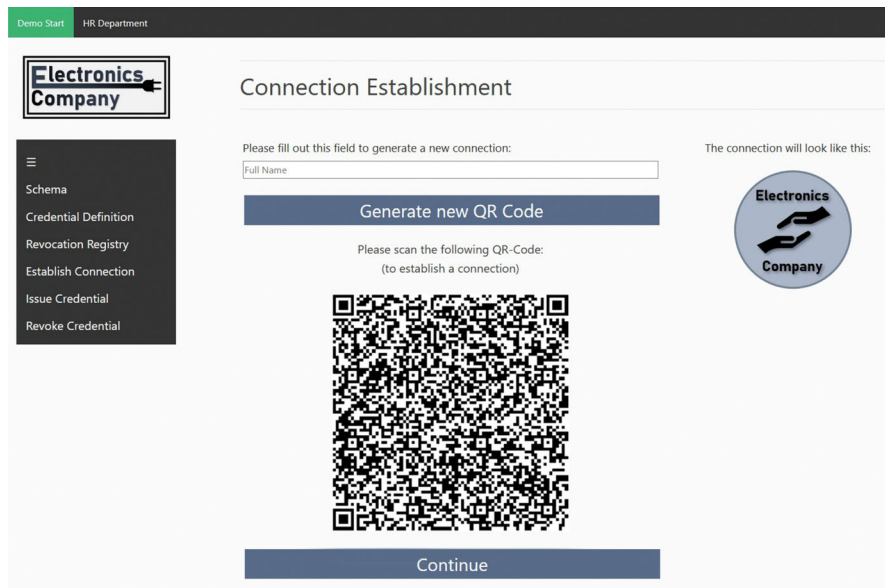 Demo Start HR Department
Electronics
Company
☰
Schema
Credential Definition
Revocation Registry
Establish Connection
Issue Credential
Revoke Credential
Connection Establishment
Please fill out this field to generate a new connection:
Full Name
Generate new QR Code
Please scan the following QR-Code:
(to establish a connection)
Continue
The connection will look like this:
Electronics
Company